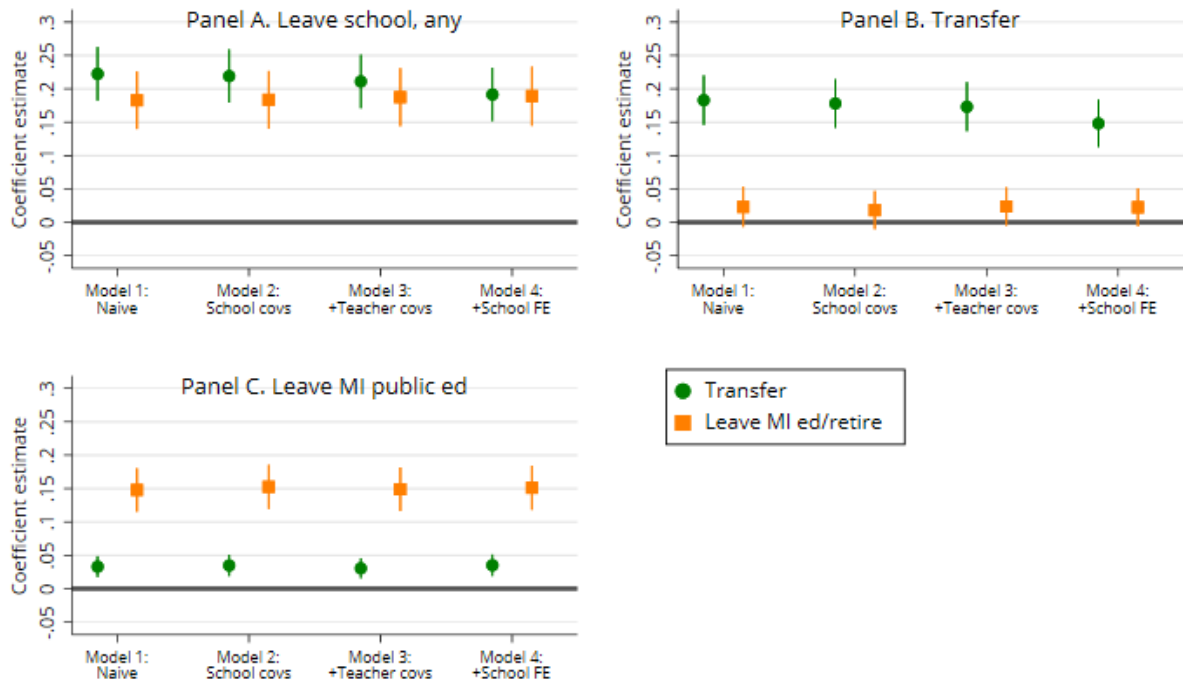 Panel A. Leave school, any
Coefficient estimate
.3
.25
.2
.15
.1
.05
0
-.05
Model 1:
Naive
Model 2:
School covs
Model 3:
+Teacher covs
Model 4:
+School FE
Panel B. Transfer
Coefficient estimate
.3
.25
.2
.15
.1
.05
0
-.05
Model 1:
Naive
Model 2:
School covs
Model 3:
+Teacher covs
Model 4:
+School FE
Panel C. Leave MI public ed
Coefficient estimate
.3
.25
.2
.15
.1
.05
0
-.05
Model 1:
Naive
Model 2:
School covs
Model 3:
+Teacher covs
Model 4:
+School FE
Transfer
Leave MI ed/retire